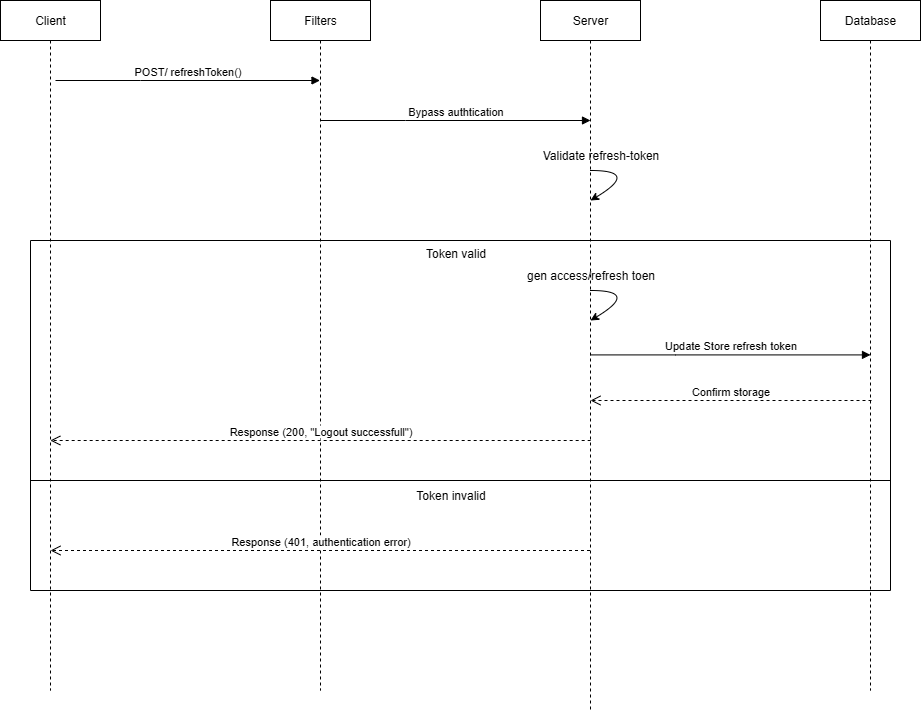 Client
Filters
Server
Database
POST/ refreshToken()
Bypass authtication
Validate refresh-token
Token valid
gen access/refresh toen
Update Store refresh token
Confirm storage
Response (200, "Logout successfull")
Token invalid
Response (401, authentication error)